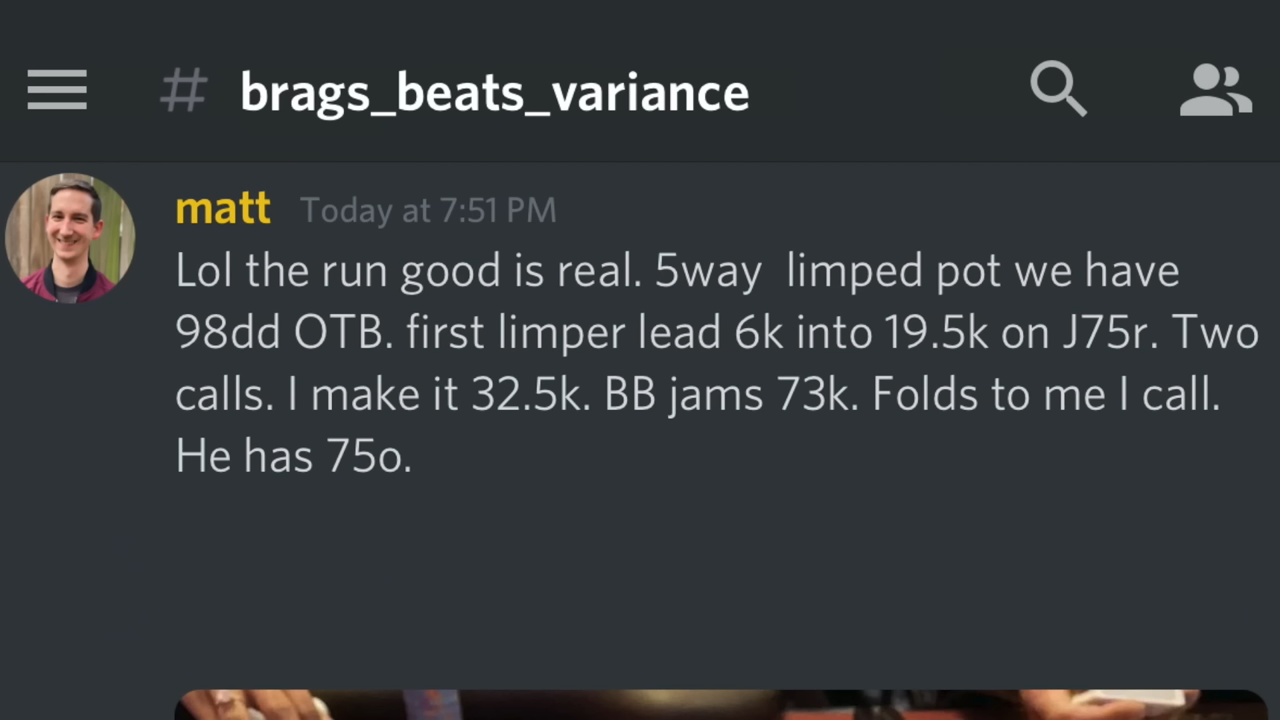 # brags_beats_variance
matt Today at 7:51 PM
Lol the run good is real. 5way  limped pot we have
98dd OTB. first limper lead 6k into 19.5k on J75r. Two
calls. I make it 32.5k. BB jams 73k. Folds to me I call.
He has 75o.